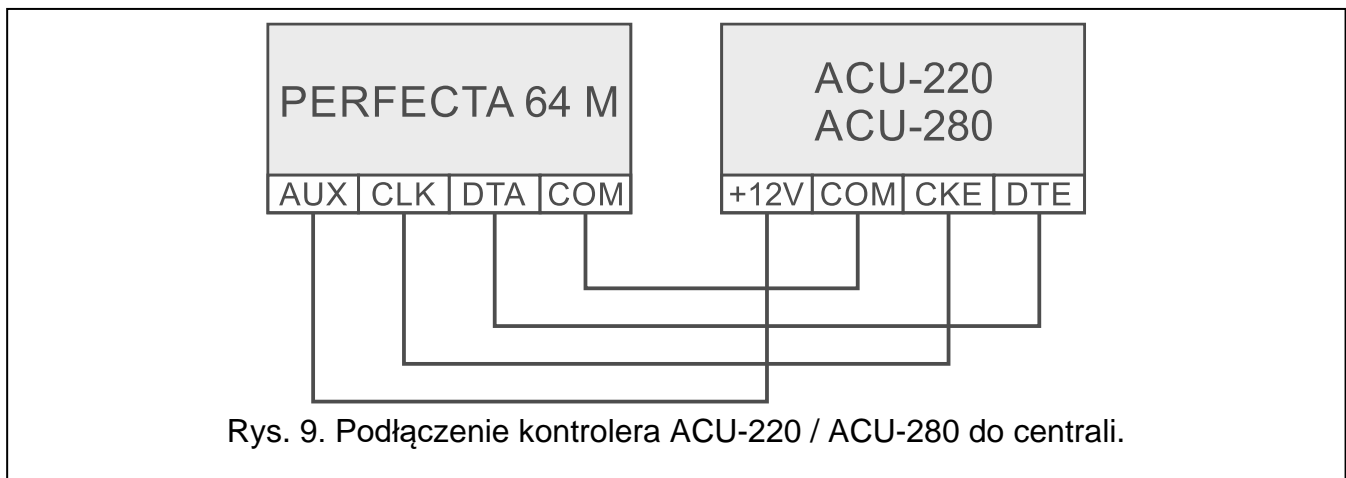 PERFECTA 64 M
AUX CLK DTA COM
ACU-220
ACU-280
+12V COM CKE DTE
Rys. 9. Podłączenie kontrolera ACU-220 / ACU-280 do centrali.